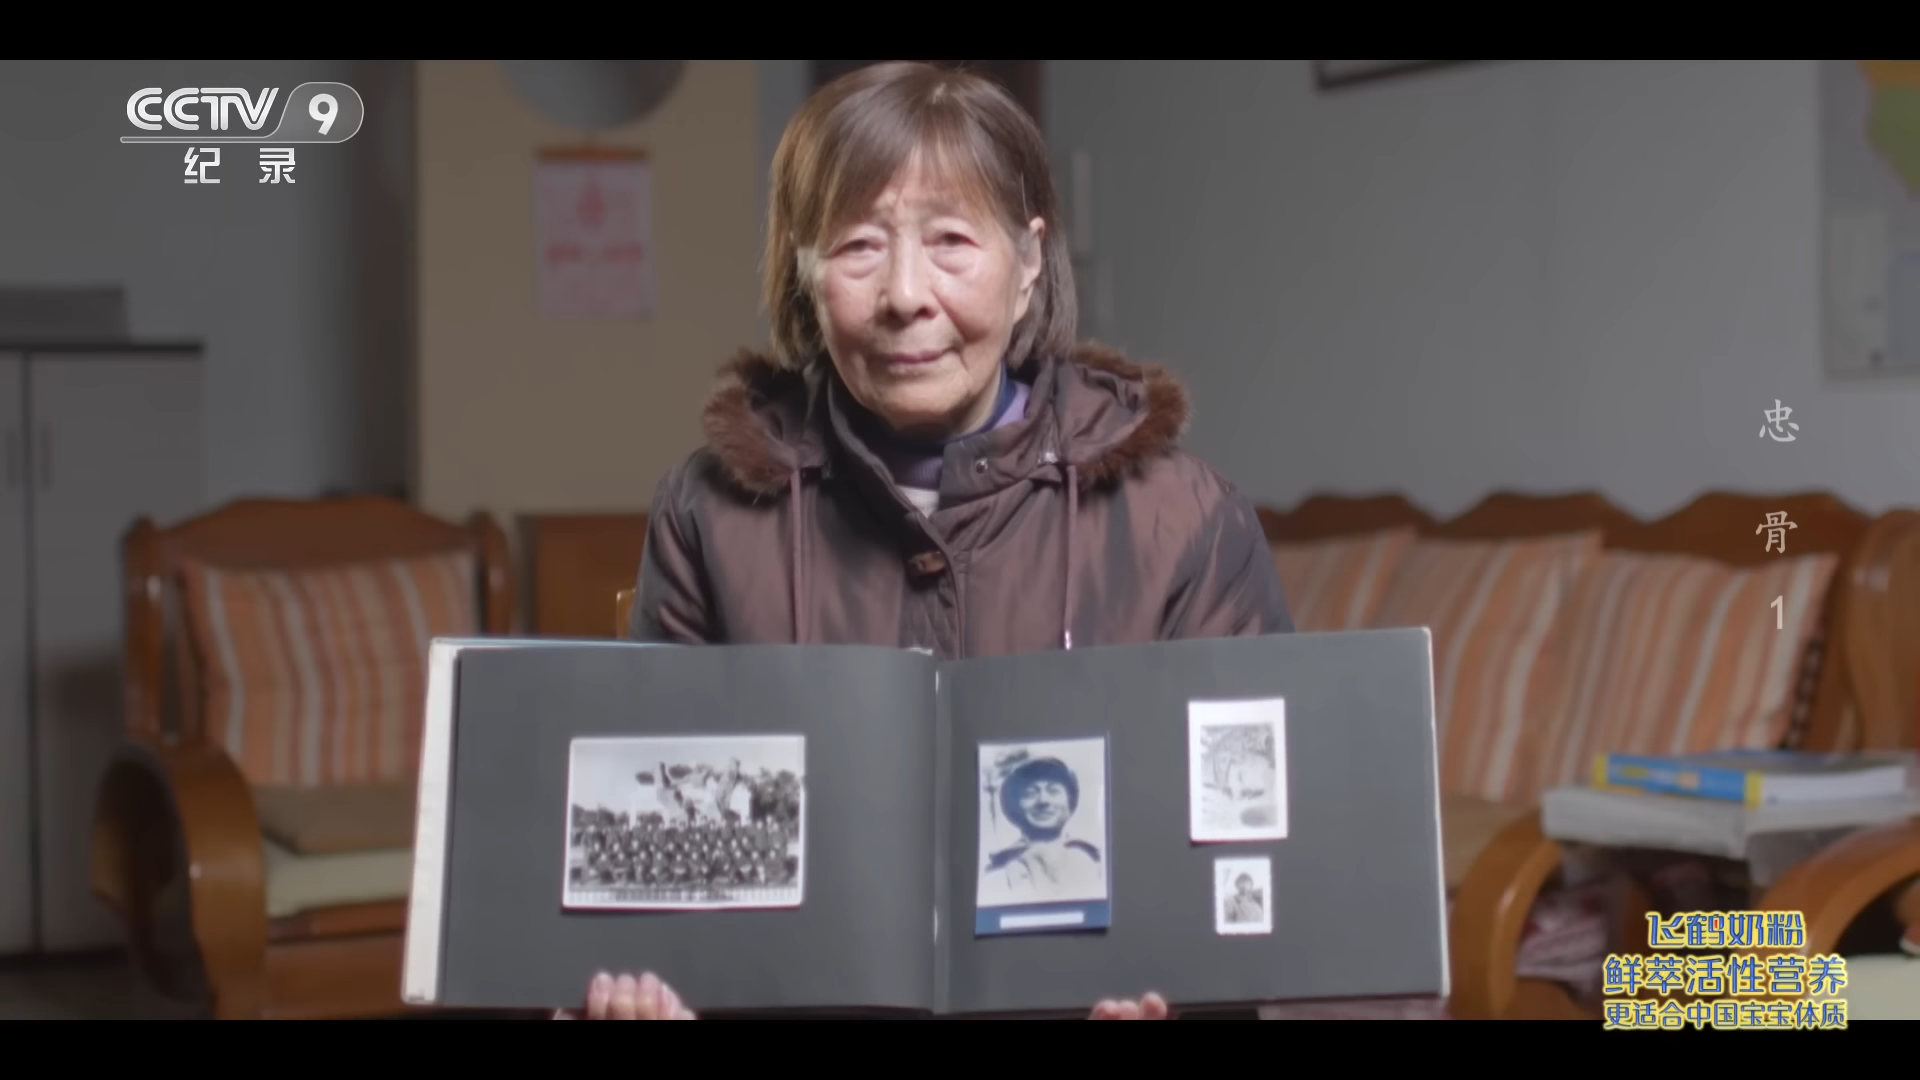 CCTV 9
纪录
忠骨1
飞鹤奶粉
鲜萃活性营养
更适合中国宝宝体质